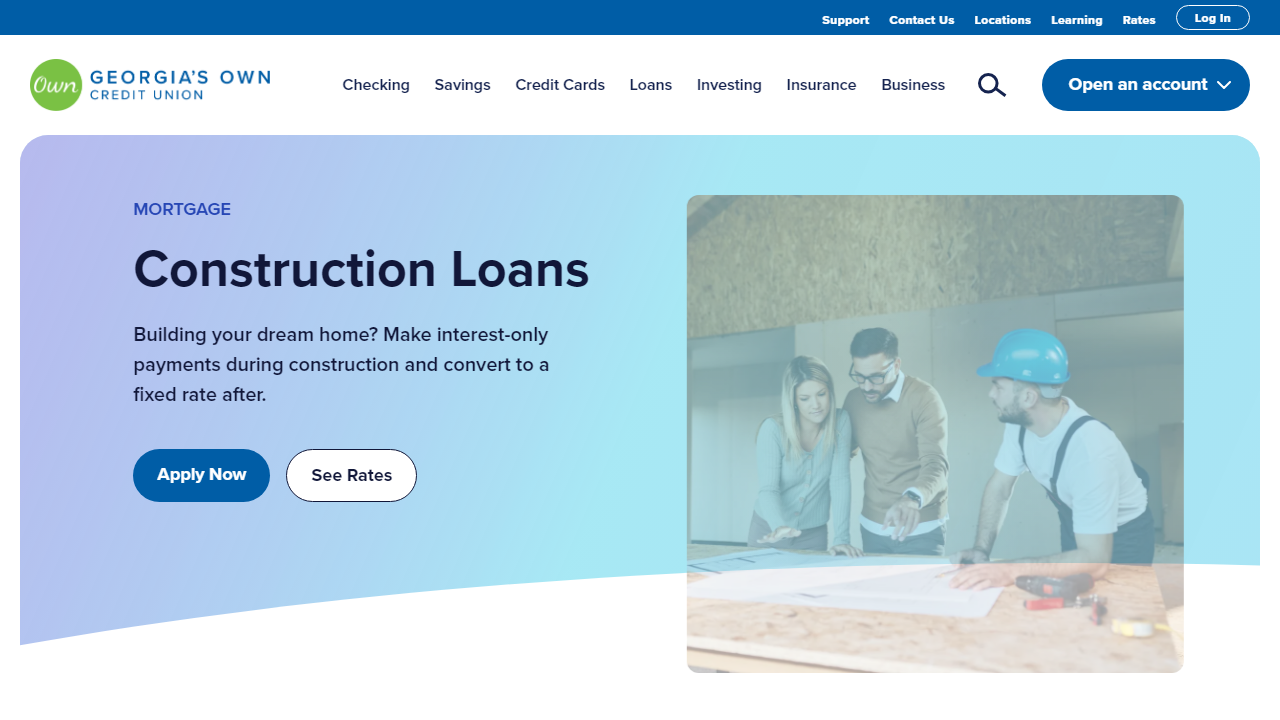 Support Contact Us Locations Learning Rates Log In
Own GEORGIA'S OWN
CREDIT UNION
Checking Savings Credit Cards Loans Investing Insurance Business Open an account
MORTGAGE
Construction Loans
Building your dream home? Make interest-only
payments during construction and convert to a
fixed rate after.
Apply Now See Rates